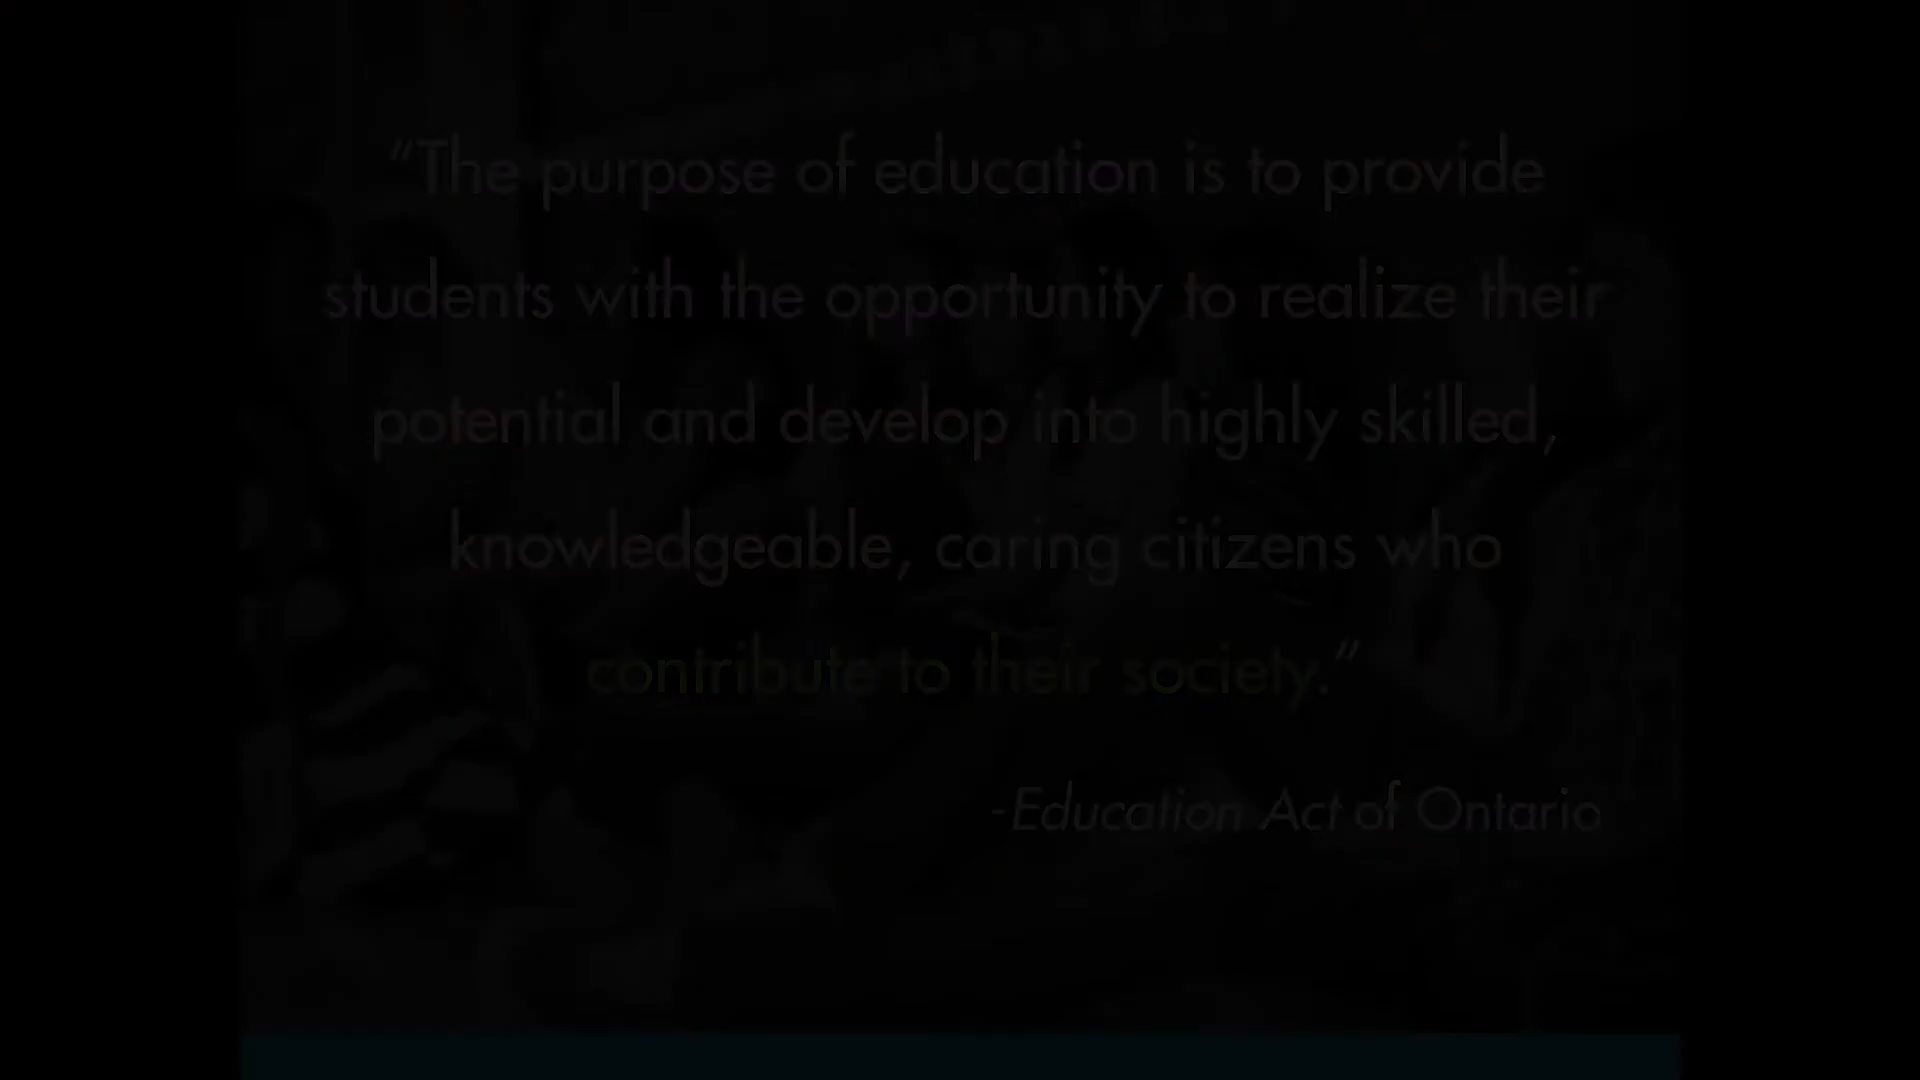 “The purpose of education is to provide
students with the opportunity to realize their
potential and develop into highly skilled,
knowledgeable, caring citizens who
contribute to their society.”
-Education Act of Ontario